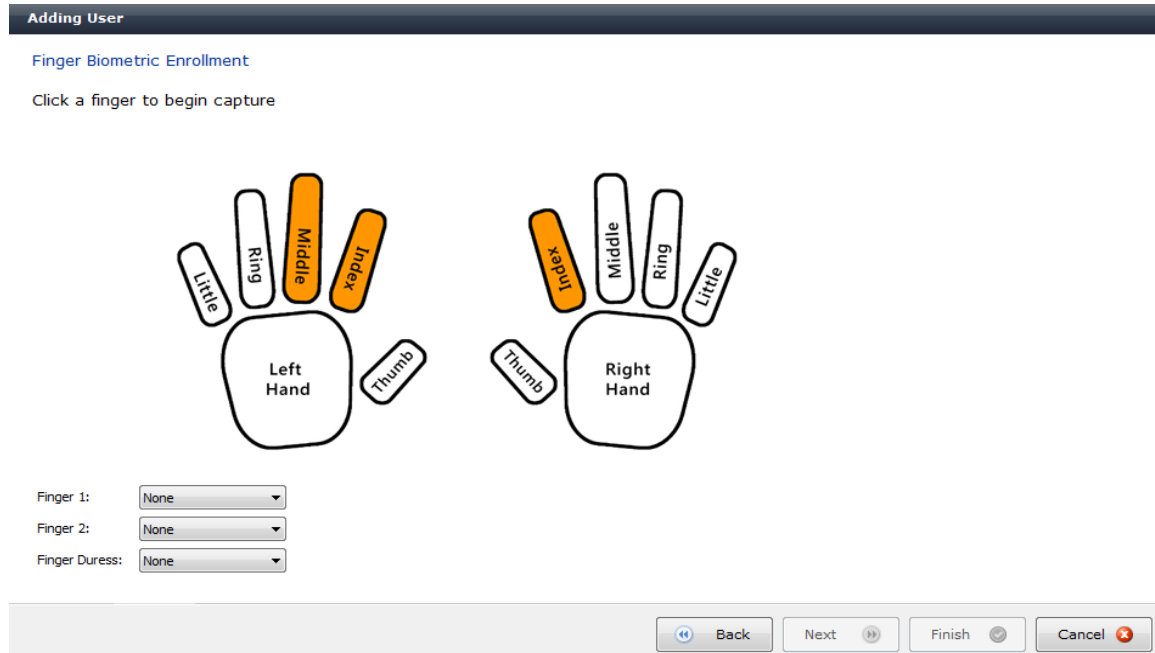 Adding User
Finger Biometric Enrollment
Click a finger to begin capture
Little
Ring
Middle
Index
Thumb
Left
Hand
Thumb
Index
Middle
Ring
Little
Right
Hand
Finger 1: None
Finger 2: None
Finger Duress: None
Back Next Finish Cancel